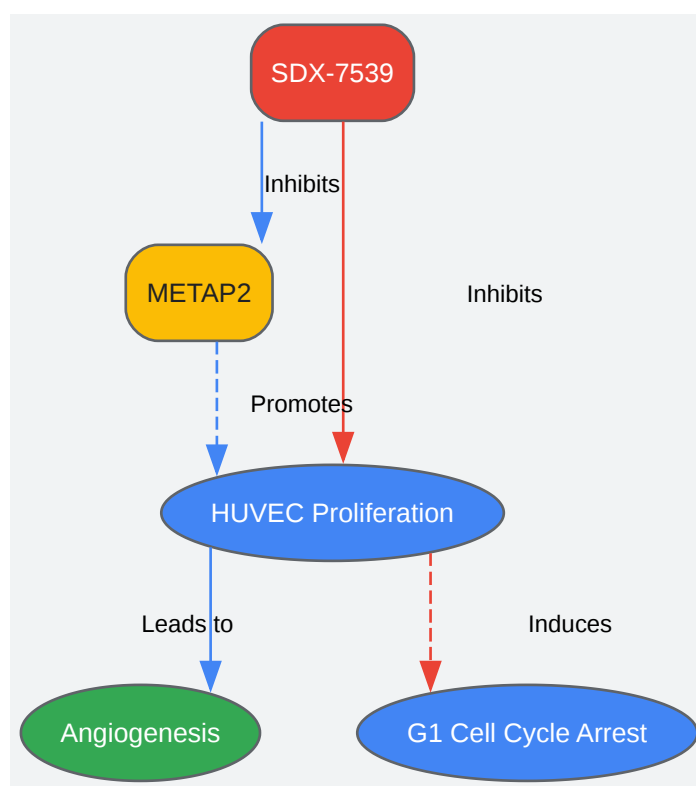 SDX-7539
Inhibits
METAP2
Inhibits
Promotes
HUVEC Proliferation
Leads to
Induces
Angiogenesis
G1 Cell Cycle Arrest